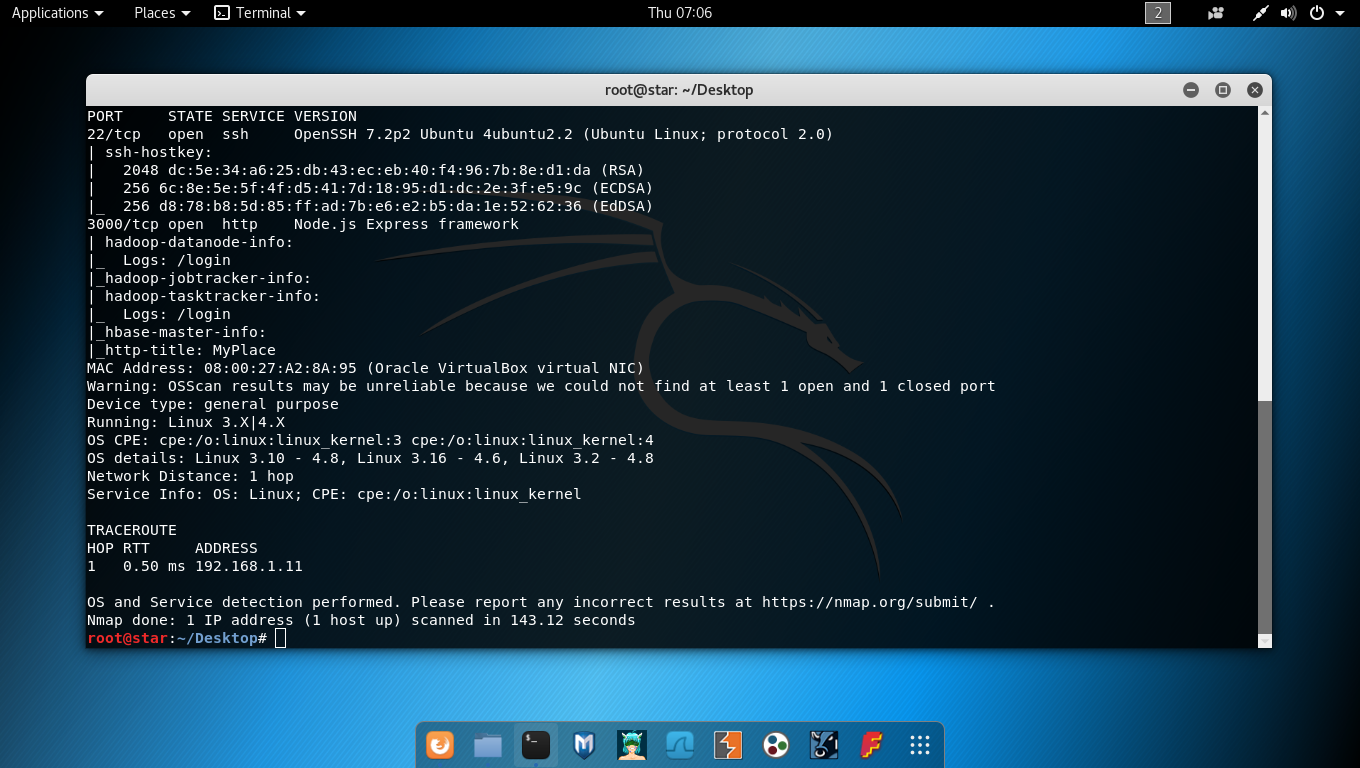 Applications Places Terminal Thu 07:06 2
root@star: ~/Desktop
PORT     STATE SERVICE VERSION
22/tcp   open  ssh     OpenSSH 7.2p2 Ubuntu 4ubuntu2.2 (Ubuntu Linux; protocol 2.0)
| ssh-hostkey:
|   2048 dc:5e:34:a6:25:db:43:ec:eb:40:f4:96:7b:8e:d1:da (RSA)
|   256 6c:8e:5e:5f:4f:d5:41:7d:18:95:d1:dc:2e:3f:e5:9c (ECDSA)
|_  256 d8:78:b8:5d:85:ff:ad:7b:e6:e2:b5:da:1e:52:62:36 (EdDSA)
3000/tcp open  http    Node.js Express framework
| hadoop-datanode-info:
|_  Logs: /login
|_hadoop-jobtracker-info:
| hadoop-tasktracker-info:
|_  Logs: /login
|_hbase-master-info:
|_http-title: MyPlace
MAC Address: 08:00:27:A2:8A:95 (Oracle VirtualBox virtual NIC)
Warning: OSScan results may be unreliable because we could not find at least 1 open and 1 closed port
Device type: general purpose
Running: Linux 3.X|4.X
OS CPE: cpe:/o:linux:linux_kernel:3 cpe:/o:linux:linux_kernel:4
OS details: Linux 3.10 - 4.8, Linux 3.16 - 4.6, Linux 3.2 - 4.8
Network Distance: 1 hop
Service Info: OS: Linux; CPE: cpe:/o:linux:linux_kernel
TRACEROUTE
HOP RTT     ADDRESS
1   0.50 ms 192.168.1.11
OS and Service detection performed. Please report any incorrect results at https://nmap.org/submit/ .
Nmap done: 1 IP address (1 host up) scanned in 143.12 seconds
root@star:~/Desktop#